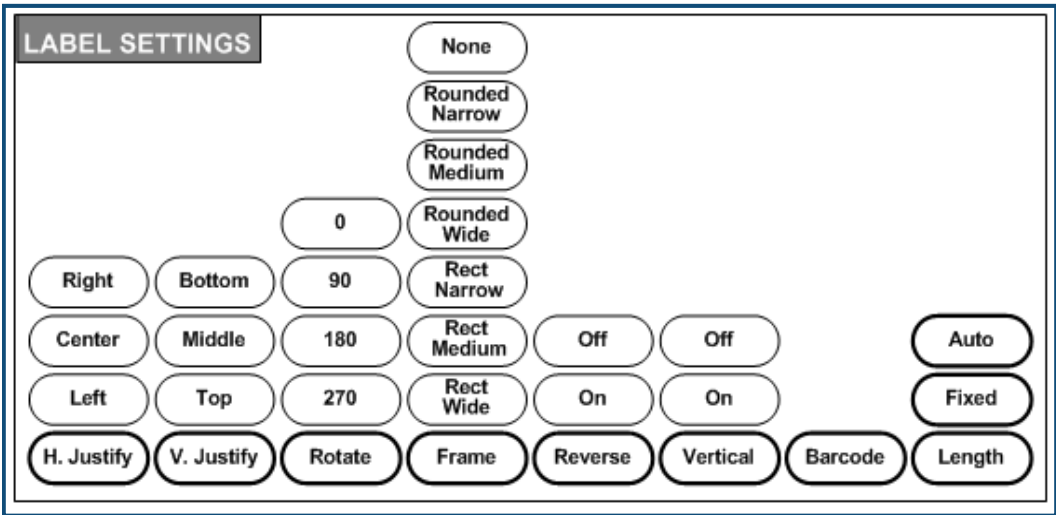 LABEL SETTINGS
None
Rounded
Narrow
Rounded
Medium
0
Rounded
Wide
Right
Bottom
90
Rect
Narrow
Center
Middle
180
Rect
Medium
Off
Off
Auto
Left
Top
270
Rect
Wide
On
On
Fixed
H. Justify
V. Justify
Rotate
Frame
Reverse
Vertical
Barcode
Length